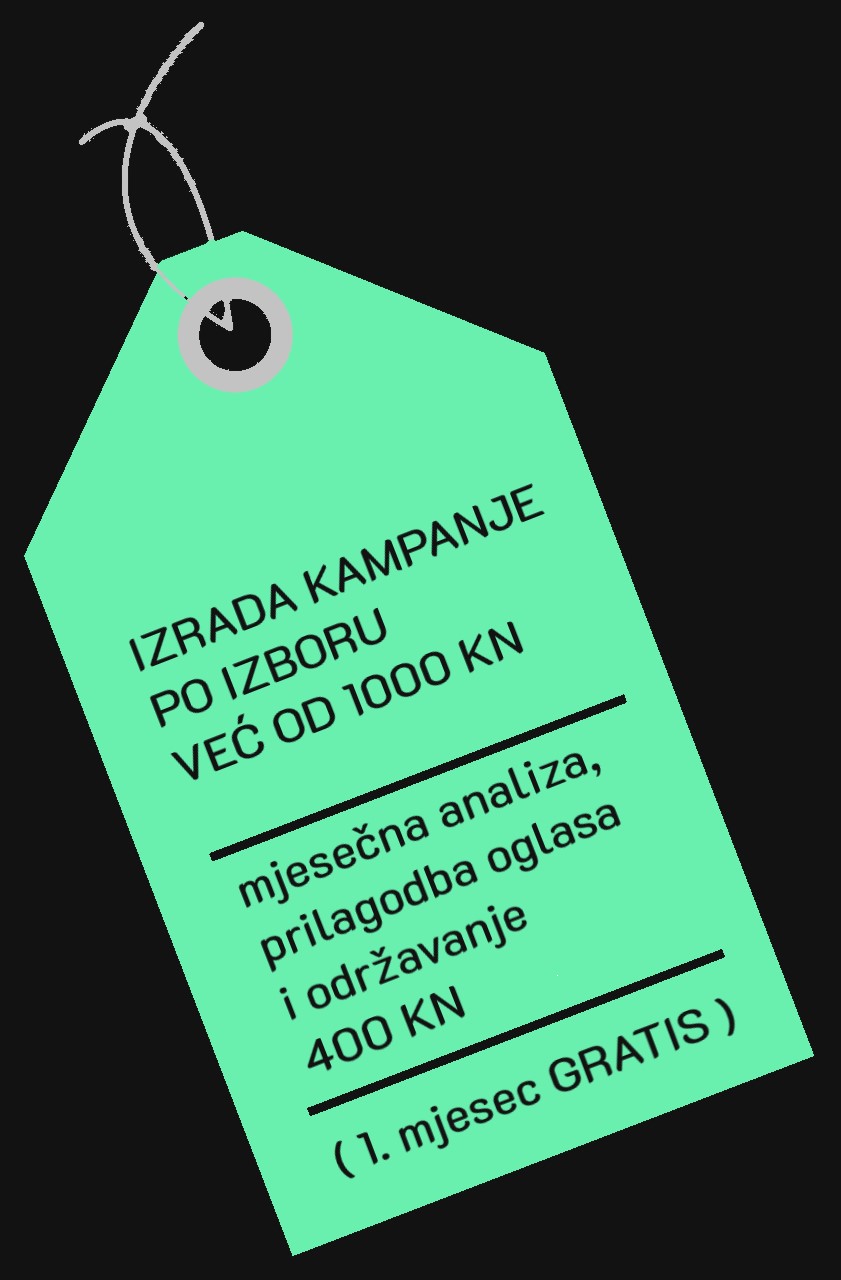 IZRADA KAMPANJE
PO IZBORU
VEĆ OD 1000 KN
mjesečna analiza,
prilagodba oglasa
i održavanje
400 KN
( 1. mjesec GRATIS )